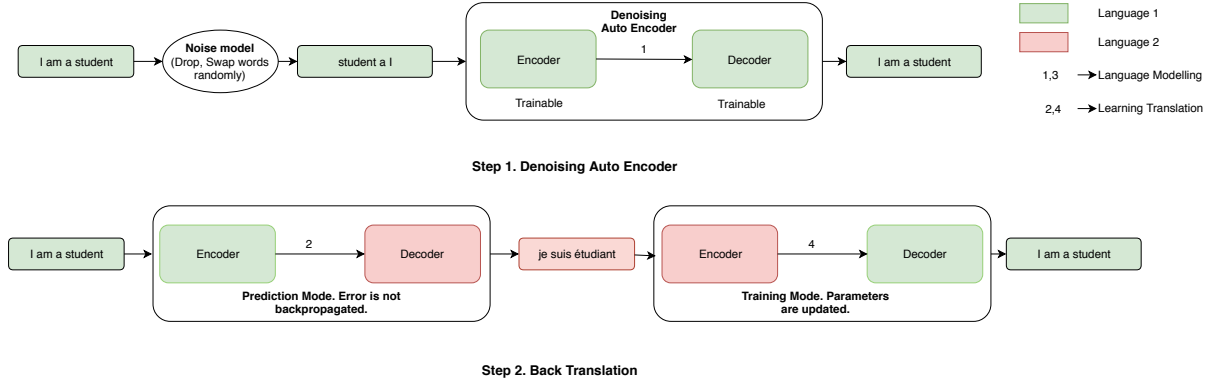 Denoising
Auto Encoder
Language 1
Language 2
I am a student
Noise model
(Drop, Swap words
randomly)
student a I
Encoder
1
Decoder
I am a student
Trainable
Trainable
1,3
Language Modelling
2,4
Learning Translation
Step 1. Denoising Auto Encoder
I am a student
Encoder
2
Decoder
je suis étudiant
Encoder
4
Decoder
I am a student
Prediction Mode. Error is not
backpropagated.
Training Mode. Parameters
are updated.
Step 2. Back Translation